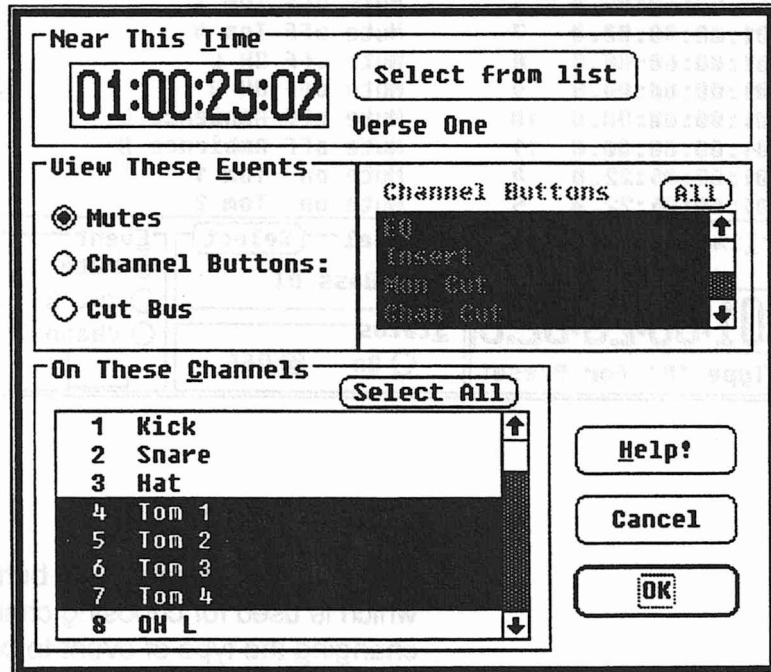 Near This Time
01:00:25:02
Select from list
Verse One
View These Events
Mutes
Channel Buttons:
Cut Bus
Channel Buttons
All
EQ
Insert
Mon Cut
Chan Cut
On These Channels
Select All
1 Kick
2 Snare
3 Hat
4 Tom 1
5 Tom 2
6 Tom 3
7 Tom 4
8 OH L
Help!
Cancel
OK